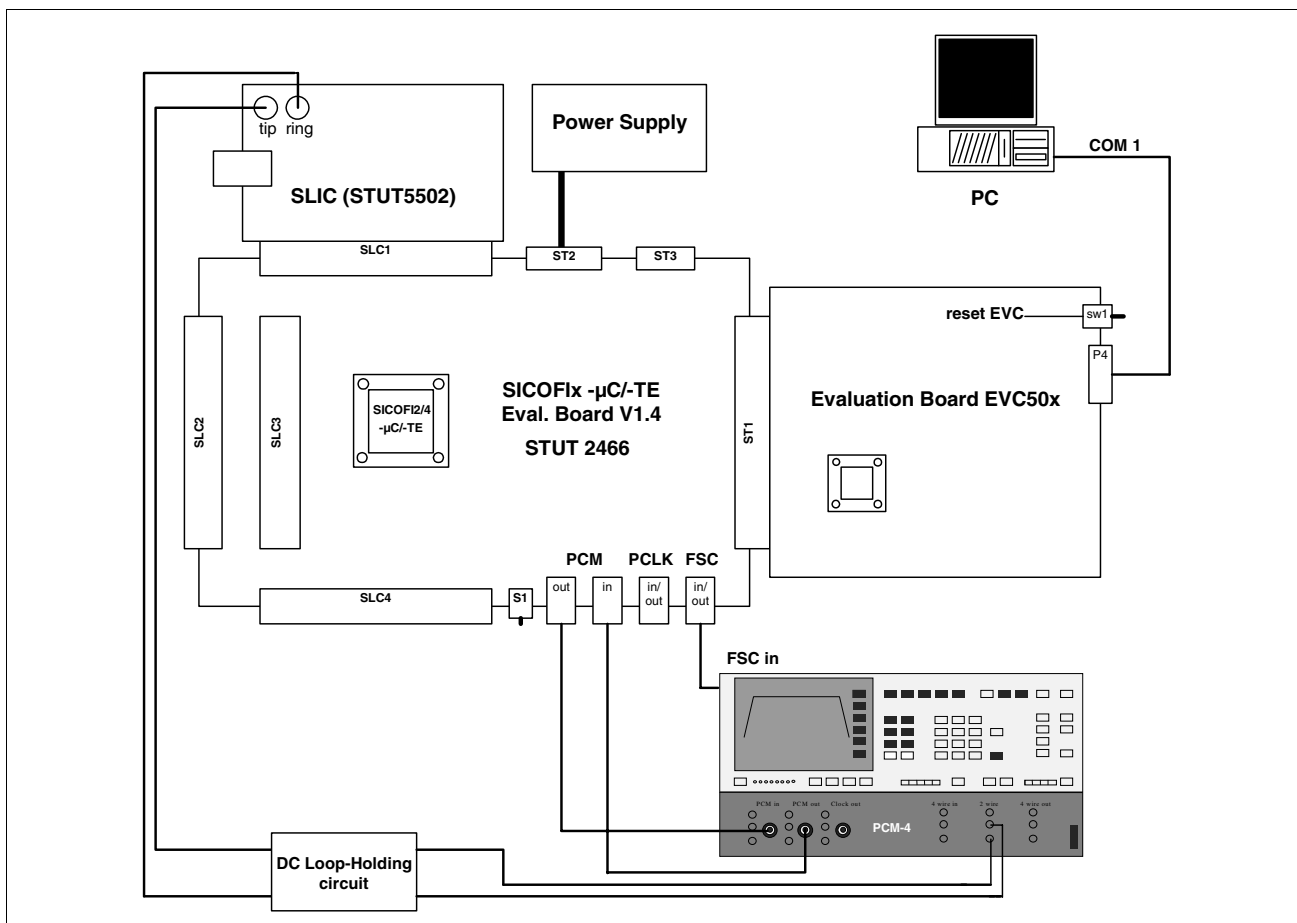 tip ring
SLIC (STUT5502)
Power Supply
COM 1
PC
SLC1
ST2
ST3
reset EVC
sw1
P4
SLC2
SLC3
SICOFI2/4
-µC/-TE
SICOFIx -µC/-TE
Eval. Board V1.4
STUT 2466
ST1
Evaluation Board EVC50x
PCM
PCLK
FSC
out
in
in/
out
in/
out
SLC4
S1
FSC in
PCM in
PCM out
Clock out
4 wire in
2 wire
4 wire out
PCM-4
DC Loop-Holding
circuit